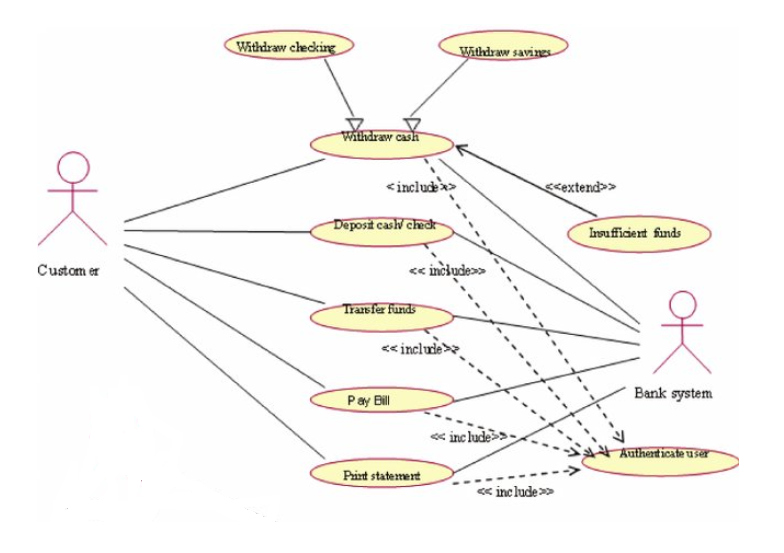 Withdraw checking
Withdraw savings
Withdraw cash
< include>>
<<extend>>
Deposit cash/ check
Insufficient funds
Customer
<< include>>
Transfer funds
<< include>>
Bank system
Pay Bill
<< include>>
Authenticate user
Print statement
<< include>>